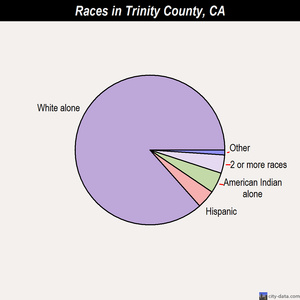 Races in Trinity County, CA
White alone
Other
2 or more races
American Indian
alone
Hispanic
city-data.com